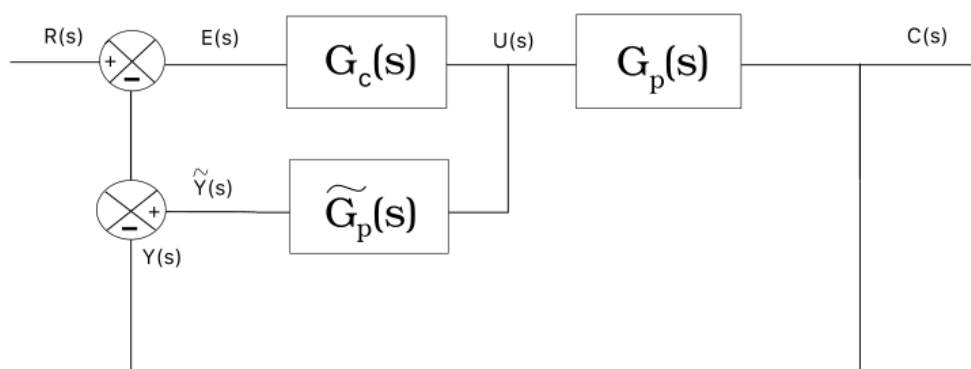 R(s)
E(s)
U(s)
C(s)
+
−
G_c(s)
G_p(s)
Ỹ(s)
+
−
G̃_p(s)
Y(s)